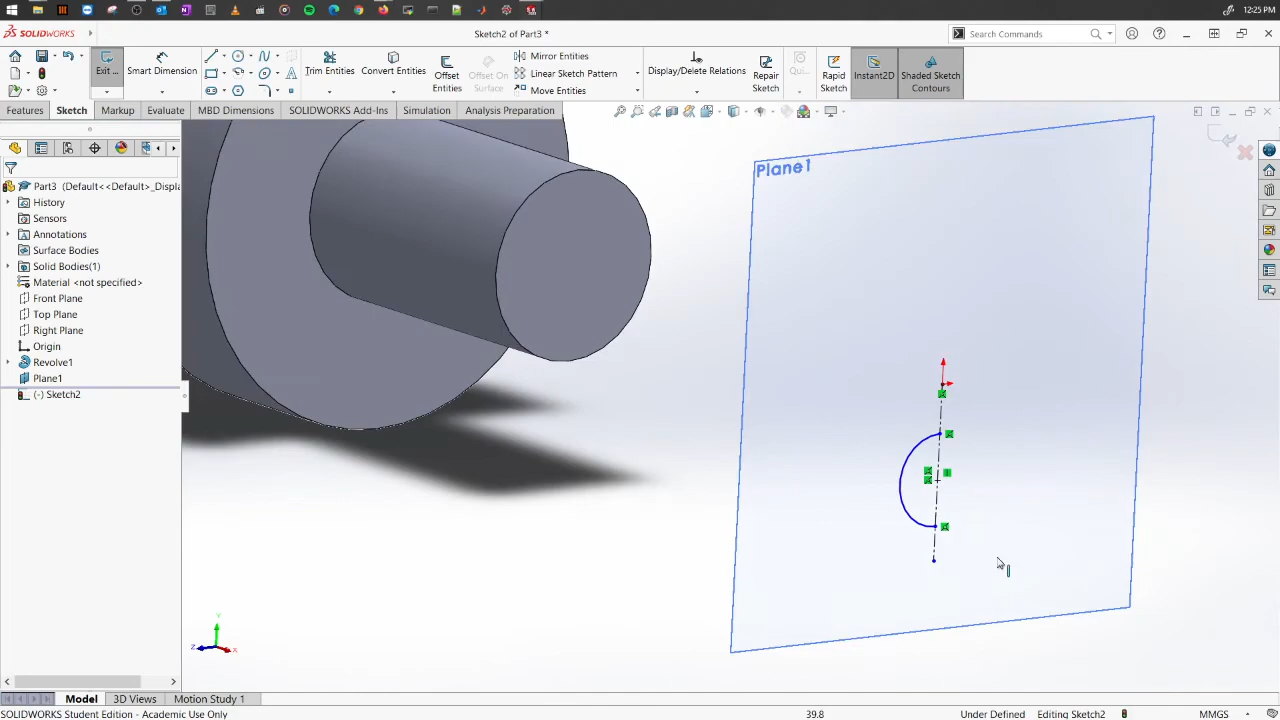 12:25 PM
SOLIDWORKS
Sketch2 of Part3 *
Search Commands
Exit ...
Smart Dimension
Trim Entities
Convert Entities
Offset Entities
Offset On Surface
Mirror Entities
Linear Sketch Pattern
Move Entities
Display/Delete Relations
Repair Sketch
Qui...
Rapid Sketch
Instant2D
Shaded Sketch Contours
Features
Sketch
Markup
Evaluate
MBD Dimensions
SOLIDWORKS Add-Ins
Simulation
Analysis Preparation
Part3 (Default<<Default>_Displa
History
Sensors
Annotations
Surface Bodies
Solid Bodies(1)
Material <not specified>
Front Plane
Top Plane
Right Plane
Origin
Revolve1
Plane1
(-) Sketch2
Plane1
Y
Z
X
Model
3D Views
Motion Study 1
SOLIDWORKS Student Edition - Academic Use Only
39.8
Under Defined
Editing Sketch2
MMGS